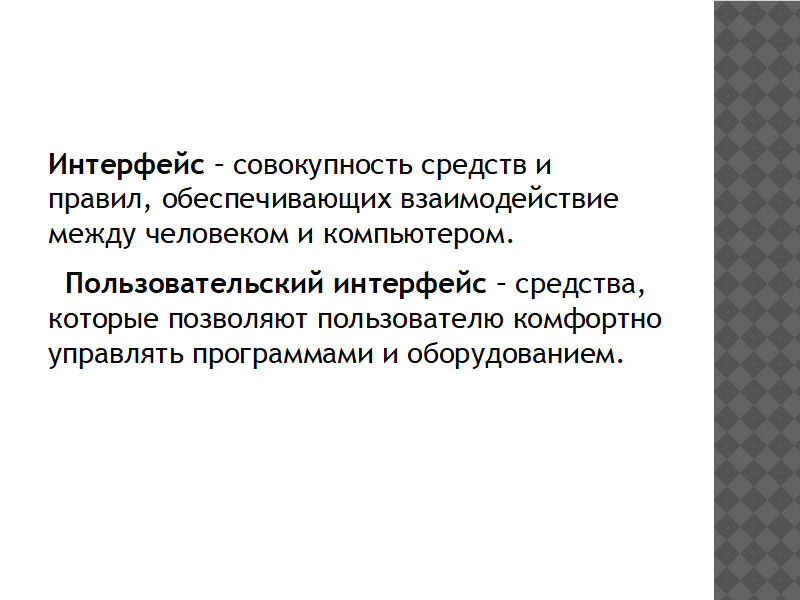 Интерфейс – совокупность средств и
правил, обеспечивающих взаимодействие
между человеком и компьютером.
Пользовательский интерфейс – средства,
которые позволяют пользователю комфортно
управлять программами и оборудованием.